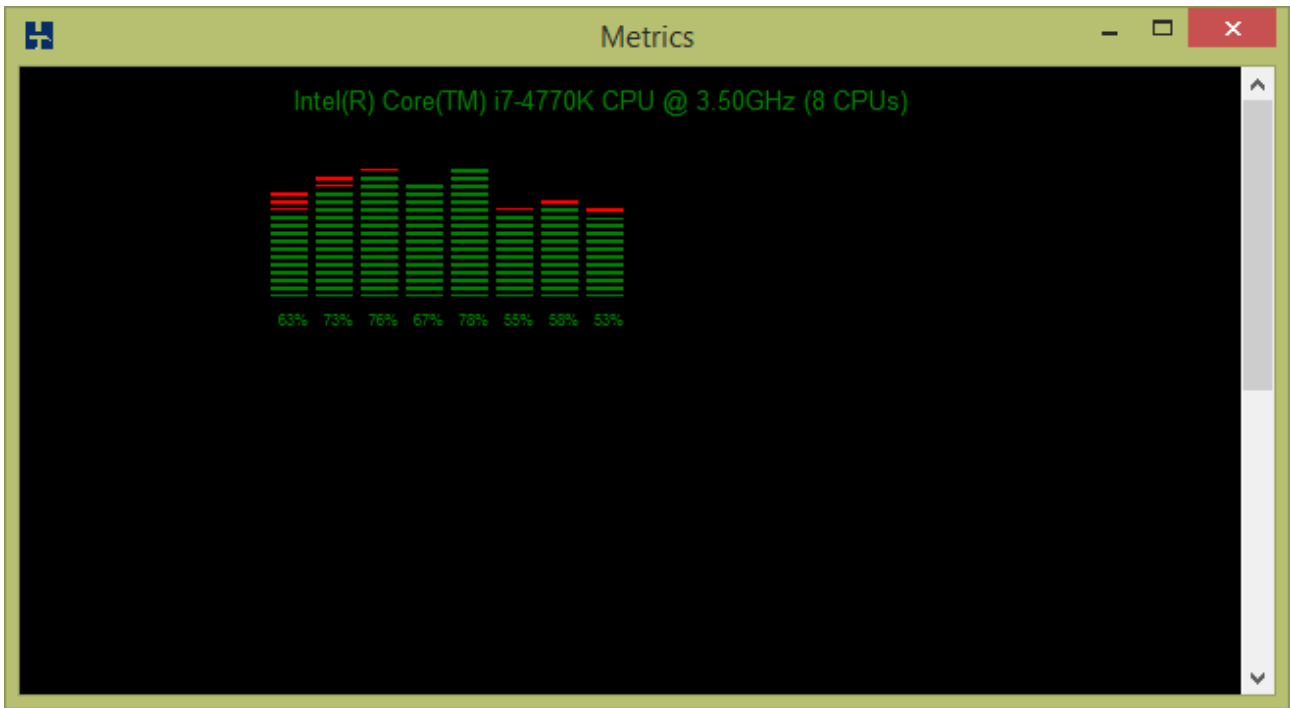 Metrics
Intel(R) Core(TM) i7-4770K CPU @ 3.50GHz (8 CPUs)
63% 73% 76% 67% 78% 55% 58% 53%